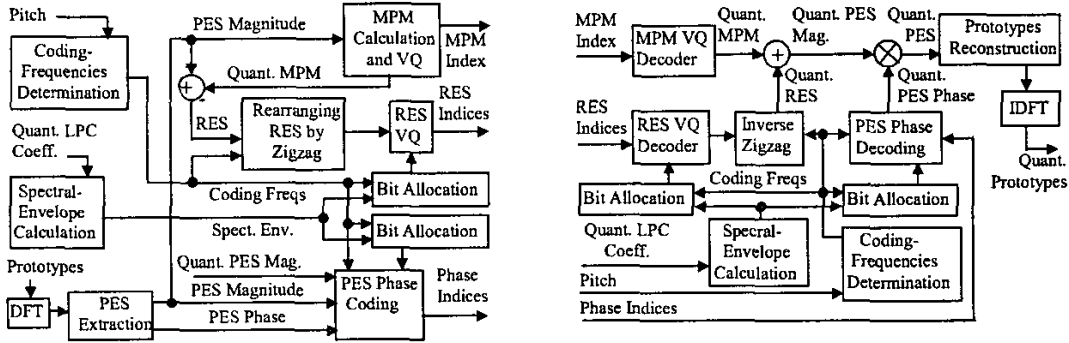 Pitch
Coding-
Frequencies
Determination
PES Magnitude
MPM
Calculation
and VQ
MPM
Index
Quant. MPM
+
-
RES
Rearranging
RES by
Zigzag
RES
VQ
RES
Indices
Quant. LPC
Coeff.
Coding Freqs
Bit Allocation
Spectral-
Envelope
Calculation
Spect. Env.
Bit Allocation
Prototypes
Quant. PES Mag.
PES Magnitude
PES Phase
DFT
PES
Extraction
PES Phase
Coding
Phase
Indices
MPM
Index
MPM VQ
Decoder
Quant.
MPM
+
Quant. PES
Mag.
Quant.
PES
Prototypes
Reconstruction
Quant.
RES
Quant.
PES Phase
IDFT
Quant.
Prototypes
RES
Indices
RES VQ
Decoder
Inverse
Zigzag
PES Phase
Decoding
Coding Freqs
Bit Allocation
Bit Allocation
Quant. LPC
Coeff.
Specral-
Envelope
Calculation
Coding-
Frequencies
Determination
Pitch
Phase Indices